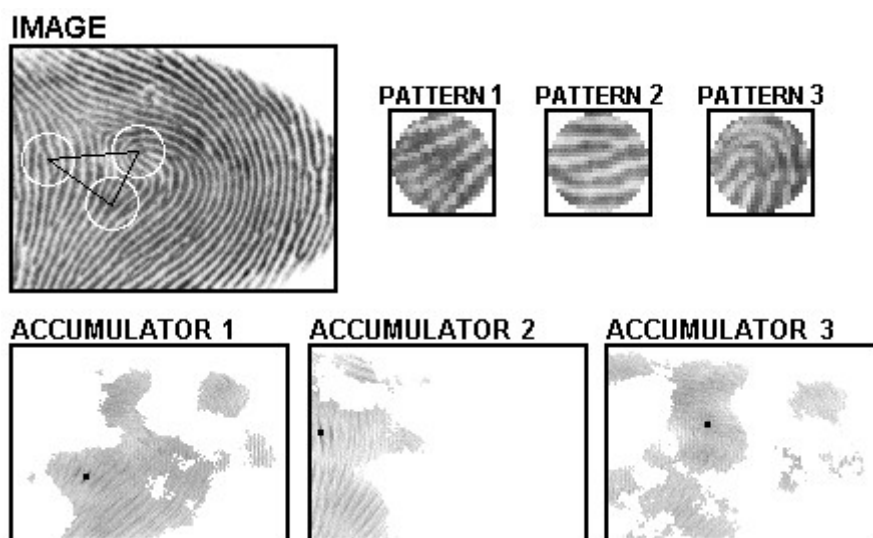 IMAGE
PATTERN 1
PATTERN 2
PATTERN 3
ACCUMULATOR 1
ACCUMULATOR 2
ACCUMULATOR 3